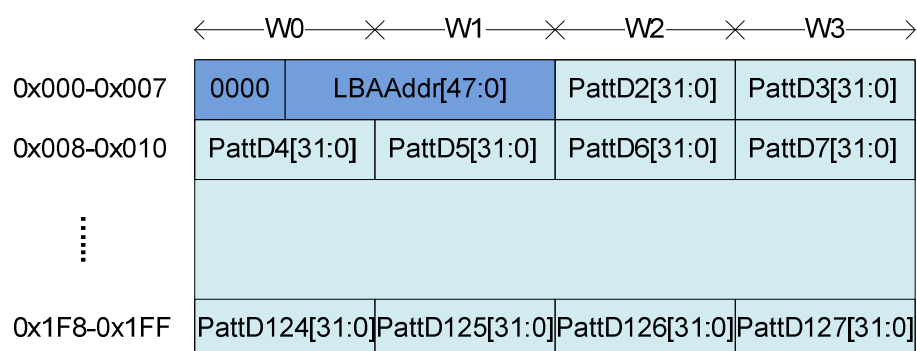 W0 W1 W2 W3
0x000-0x007 0000 LBAAddr[47:0] PattD2[31:0] PattD3[31:0]
0x008-0x010 PattD4[31:0] PattD5[31:0] PattD6[31:0] PattD7[31:0]
0x1F8-0x1FF PattD124[31:0] PattD125[31:0] PattD126[31:0] PattD127[31:0]